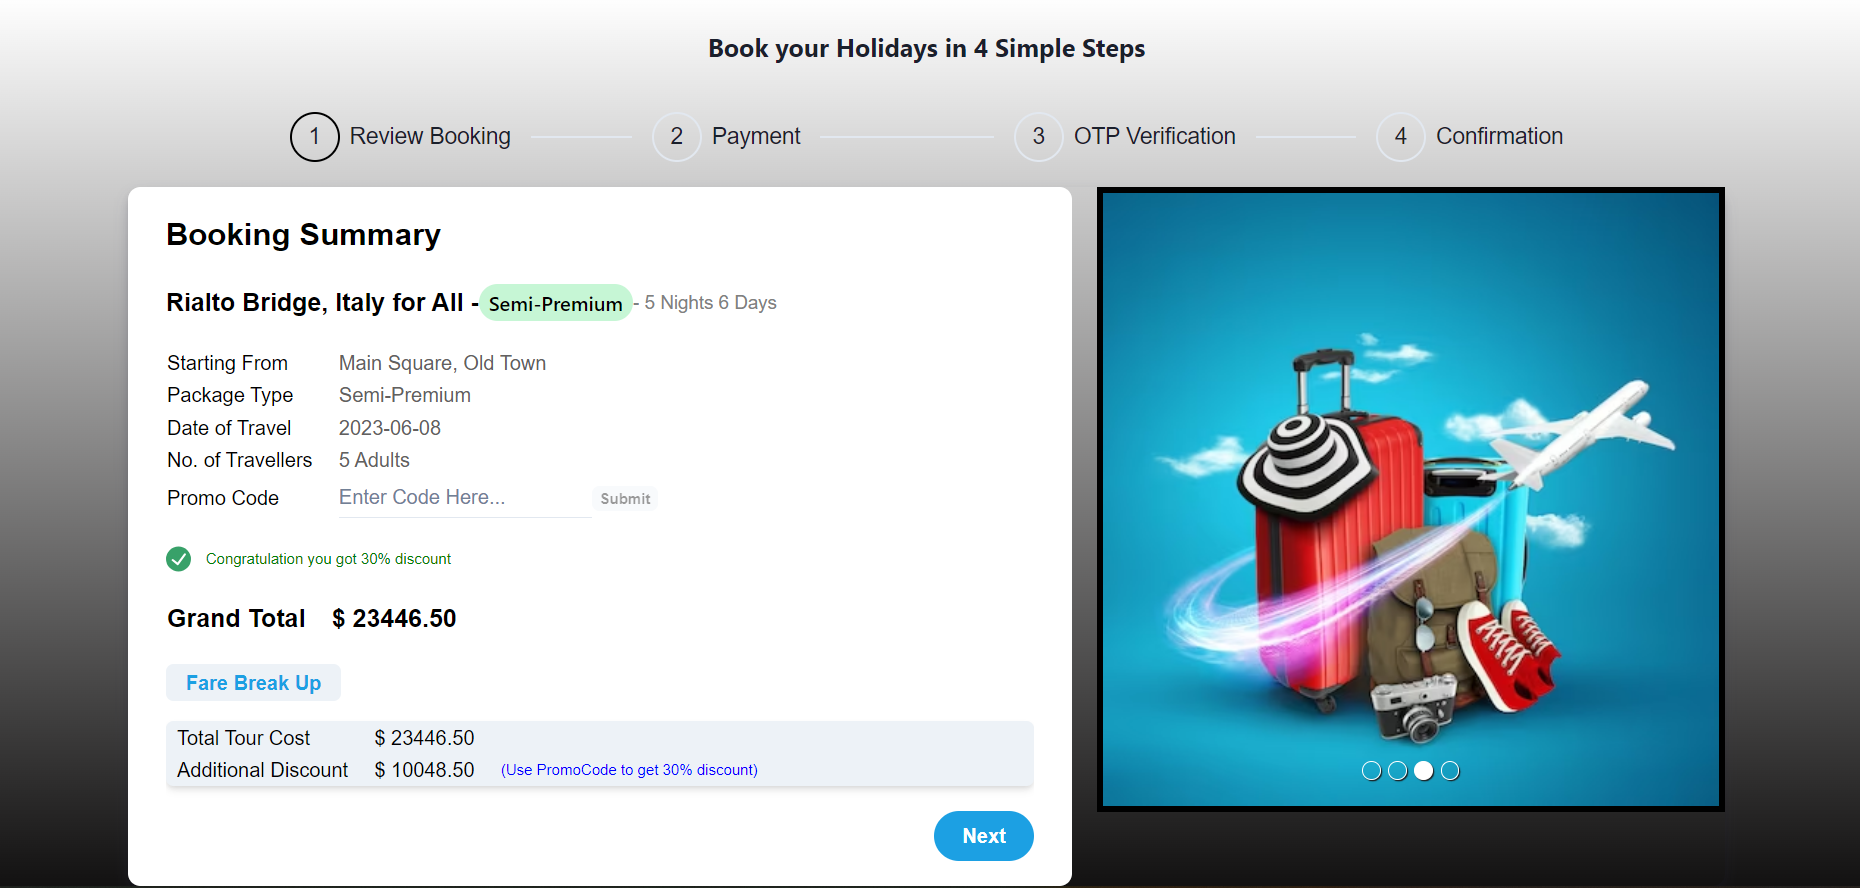 Book your Holidays in 4 Simple Steps
1 Review Booking 2 Payment 3 OTP Verification 4 Confirmation
Booking Summary
Rialto Bridge, Italy for All - Semi-Premium - 5 Nights 6 Days
Starting From Main Square, Old Town
Package Type Semi-Premium
Date of Travel 2023-06-08
No. of Travellers 5 Adults
Promo Code Enter Code Here... Submit
Congratulation you got 30% discount
Grand Total $ 23446.50
Fare Break Up
Total Tour Cost $ 23446.50
Additional Discount $ 10048.50 (Use PromoCode to get 30% discount)
Next